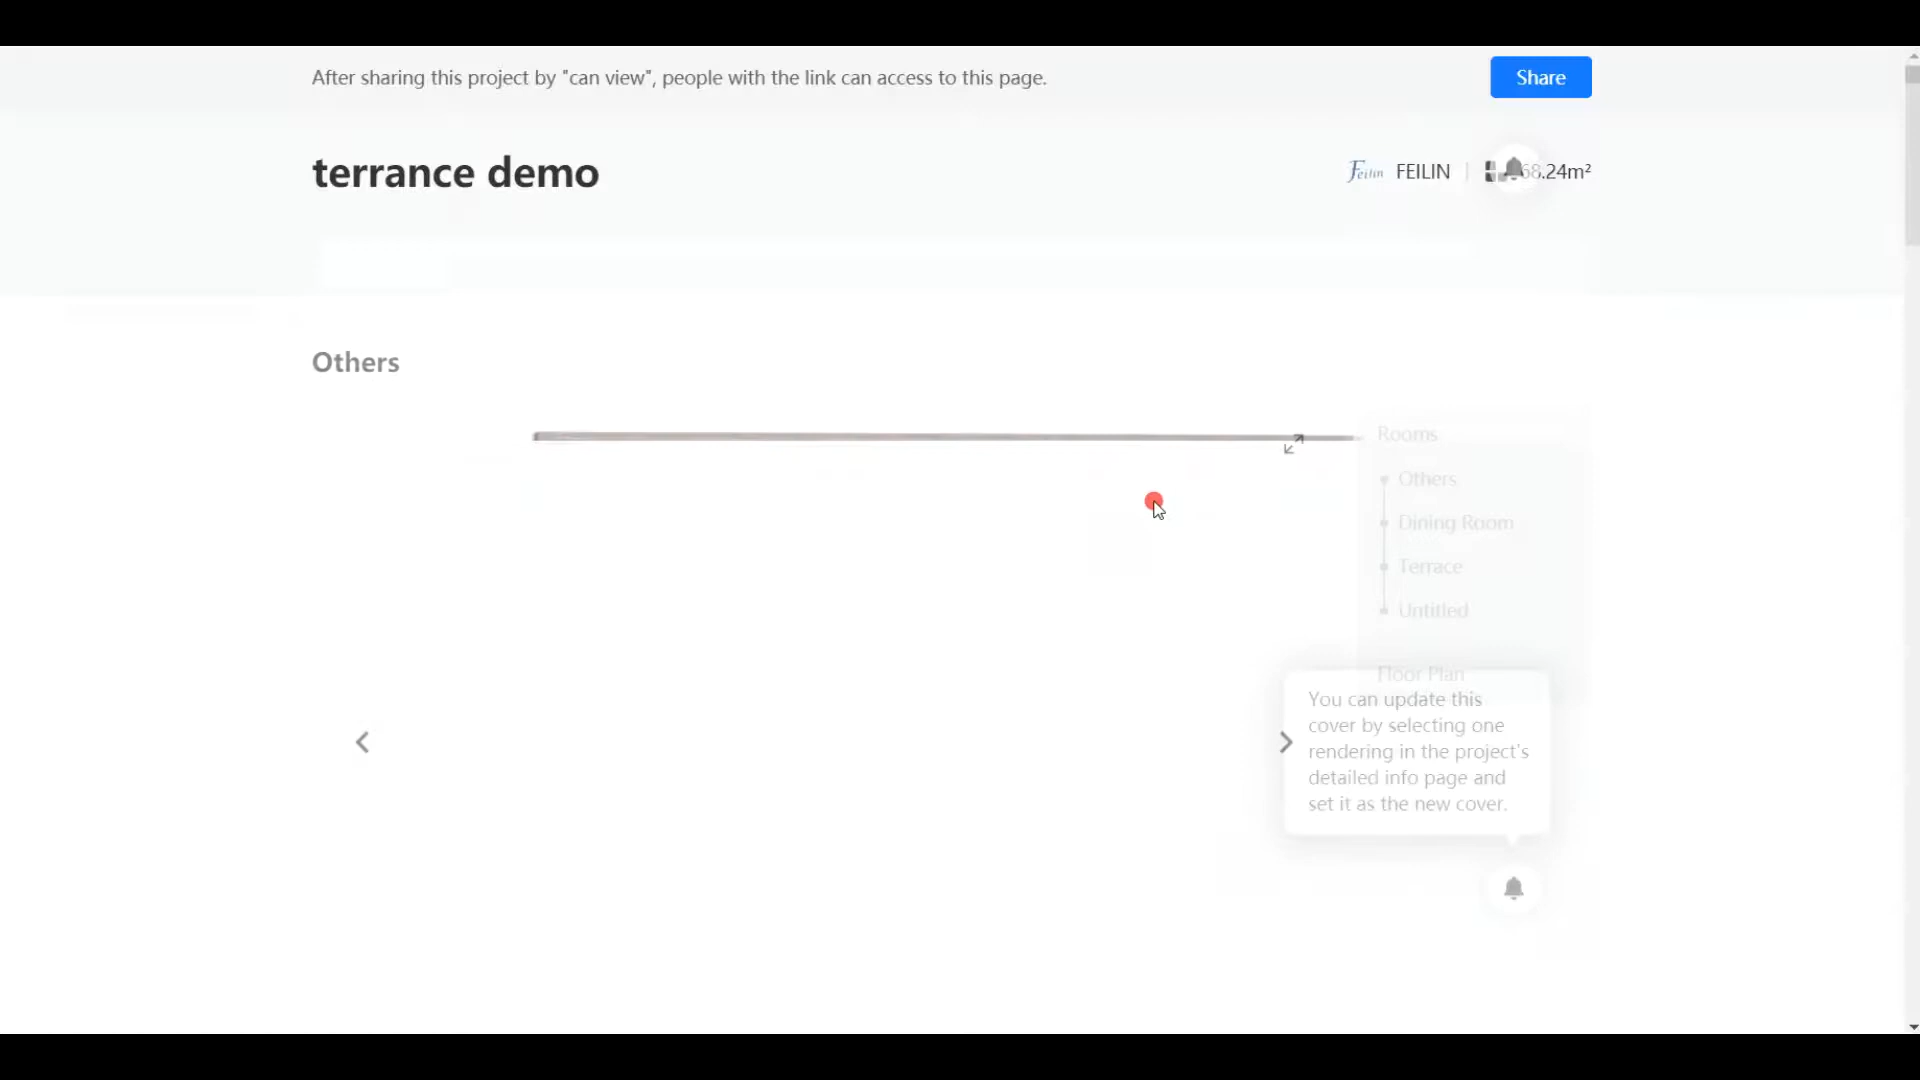 After sharing this project by "can view", people with the link can access to this page.
Share
terrance demo
Feilin FEILIN
68.24m²
Others
Rooms
Others
Dining Room
Terrace
Untitled
Floor Plan
You can update this
cover by selecting one
rendering in the project's
detailed info page and
set it as the new cover.